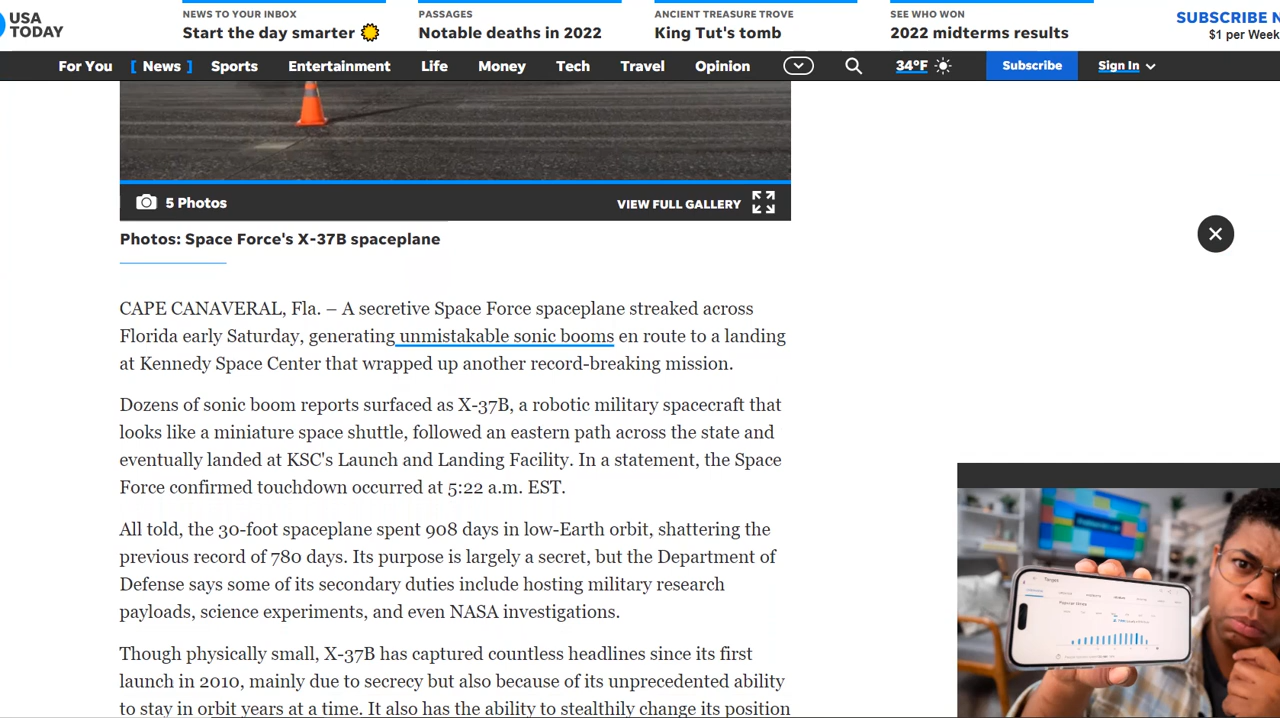 USA
TODAY
NEWS TO YOUR INBOX
Start the day smarter
PASSAGES
Notable deaths in 2022
ANCIENT TREASURE TROVE
King Tut's tomb
SEE WHO WON
2022 midterms results
SUBSCRIBE N
$1 per Week
For You
[ News ]
Sports
Entertainment
Life
Money
Tech
Travel
Opinion
34°F
Subscribe
Sign In
5 Photos
VIEW FULL GALLERY
Photos: Space Force's X-37B spaceplane
CAPE CANAVERAL, Fla. – A secretive Space Force spaceplane streaked across
Florida early Saturday, generating unmistakable sonic booms en route to a landing
at Kennedy Space Center that wrapped up another record-breaking mission.
Dozens of sonic boom reports surfaced as X-37B, a robotic military spacecraft that
looks like a miniature space shuttle, followed an eastern path across the state and
eventually landed at KSC's Launch and Landing Facility. In a statement, the Space
Force confirmed touchdown occurred at 5:22 a.m. EST.
All told, the 30-foot spaceplane spent 908 days in low-Earth orbit, shattering the
previous record of 780 days. Its purpose is largely a secret, but the Department of
Defense says some of its secondary duties include hosting military research
payloads, science experiments, and even NASA investigations.
Though physically small, X-37B has captured countless headlines since its first
launch in 2010, mainly due to secrecy but also because of its unprecedented ability
to stay in orbit years at a time. It also has the ability to stealthily change its position
Target
Popular times